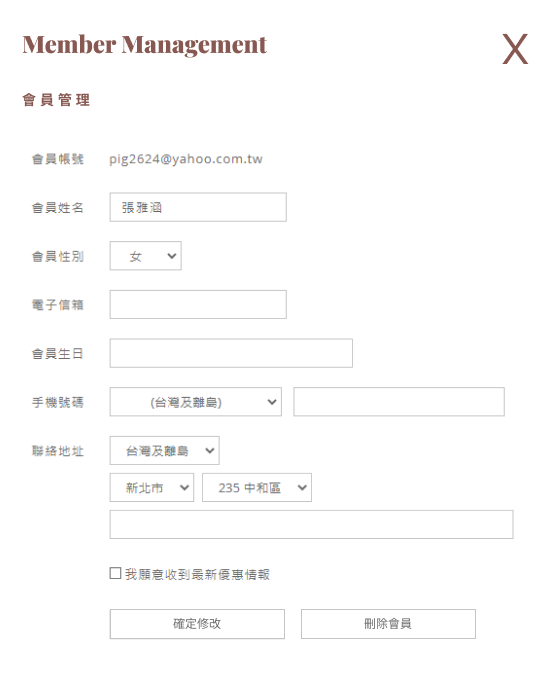 Member Management
X
會員管理
會員帳號 pig2624@yahoo.com.tw
會員姓名 張雅涵
會員性別 女
電子信箱
會員生日
手機號碼 (台灣及離島)
聯絡地址 台灣及離島
新北市 235 中和區
我願意收到最新優惠情報
確定修改 刪除會員